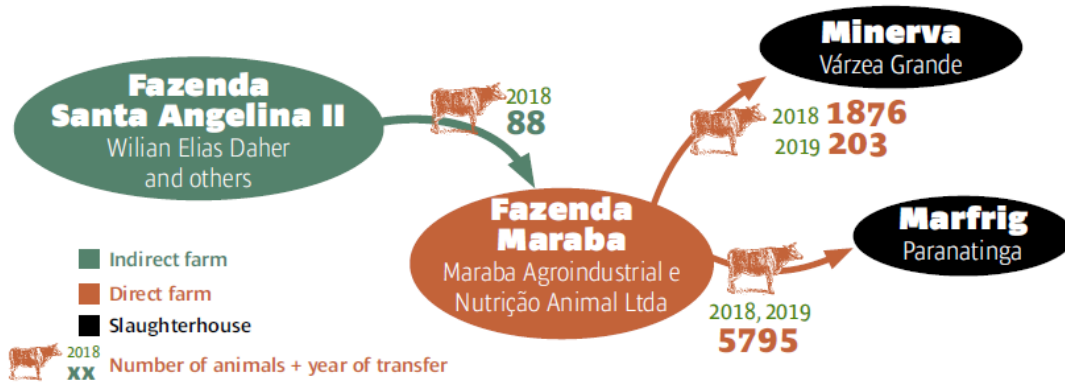 Fazenda
Santa Angelina II
Wilian Elias Daher
and others
2018
88
Minerva
Várzea Grande
2018 1876
2019 203
Fazenda
Maraba
Maraba Agroindustrial e
Nutrição Animal Ltda
Marfrig
Paranatinga
2018, 2019
5795
Indirect farm
Direct farm
Slaughterhouse
2018
xx Number of animals + year of transfer